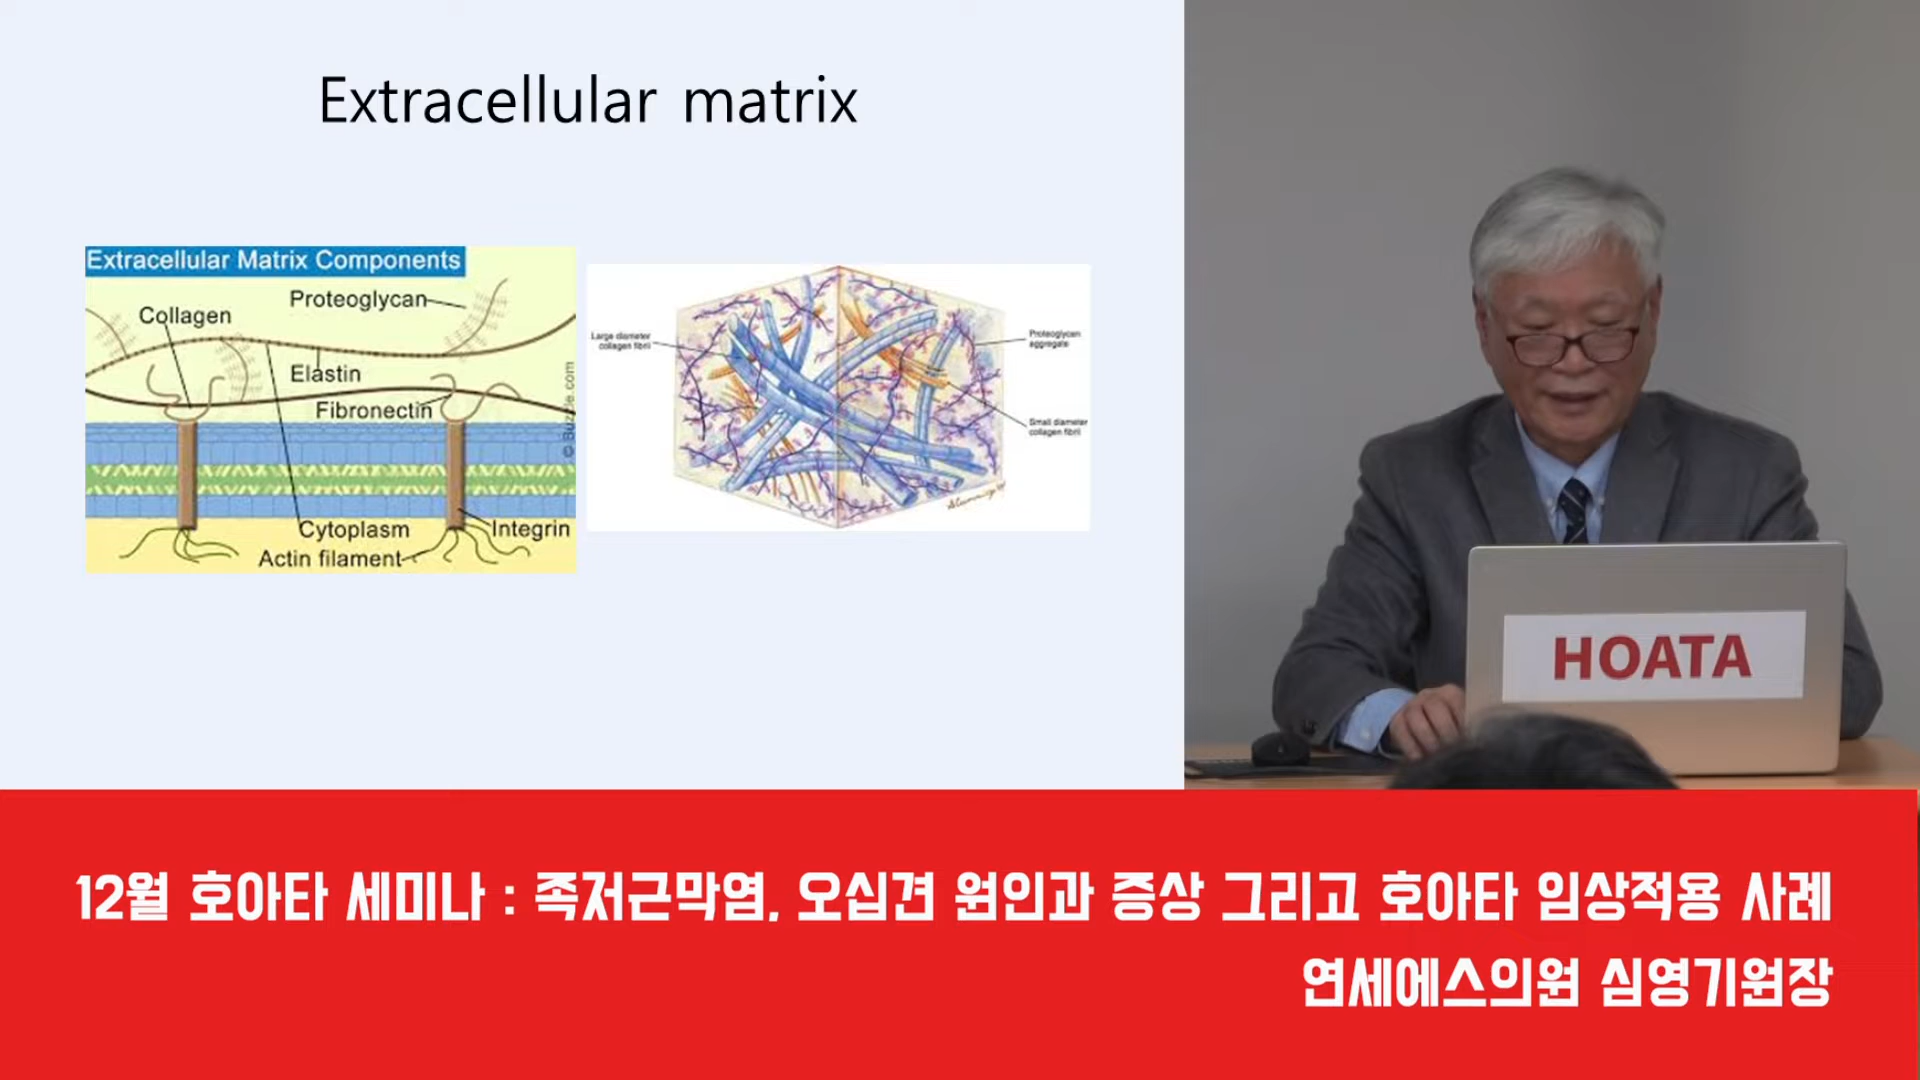 Extracellular matrix
Extracellular Matrix Components
Proteoglycan
Collagen
Elastin
Fibronectin
© Buzzle.com
Cytoplasm
Integrin
Actin filament
Large diameter
collagen fibril
Proteoglycan
aggregate
Small diameter
collagen fibril
HOATA
12월 호아타 세미나 : 족저근막염, 오십견 원인과 증상 그리고 호아타 임상적용 사례
연세에스의원 심영기원장